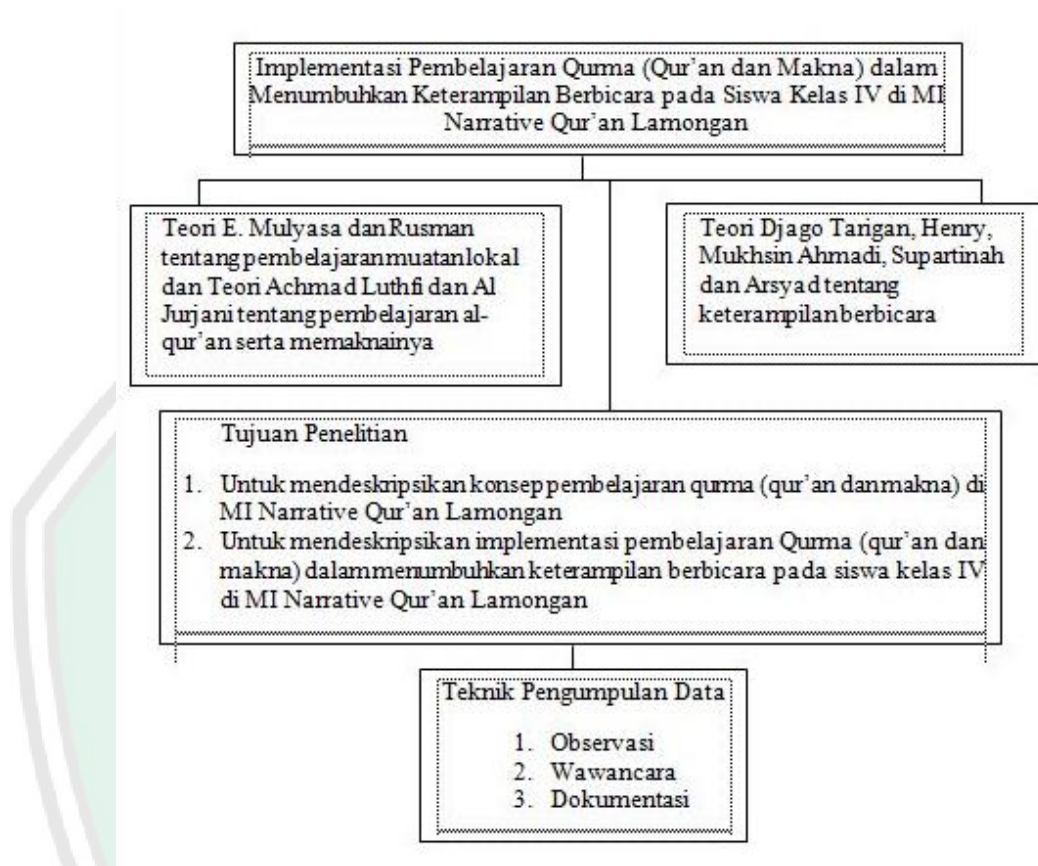 Implementasi Pembelajaran Qurma (Qur'an dan Makna) dalam
Menumbuhkan Keterampilan Berbicara pada Siswa Kelas IV di MI
Narrative Qur'an Lamongan
Teori E. Mulyasa dan Rusman
tentang pembelajaran muatan lokal
dan Teori Achmad Luthfi dan Al
Jurjani tentang pembelajaran al-
qur'an serta memaknainya
Teori Djago Tarigan, Henry,
Mukhsin Ahmadi, Supartinah
dan Arsyad tentang
keterampilan berbicara
Tujuan Penelitian
1. Untuk mendeskripsikan konsep pembelajaran qurma (qur'an dan makna) di
MI Narrative Qur'an Lamongan
2. Untuk mendeskripsikan implementasi pembelajaran Qurma (qur'an dan
makna) dalam menumbuhkan keterampilan berbicara pada siswa kelas IV
di MI Narrative Qur'an Lamongan
Teknik Pengumpulan Data
1. Observasi
2. Wawancara
3. Dokumentasi